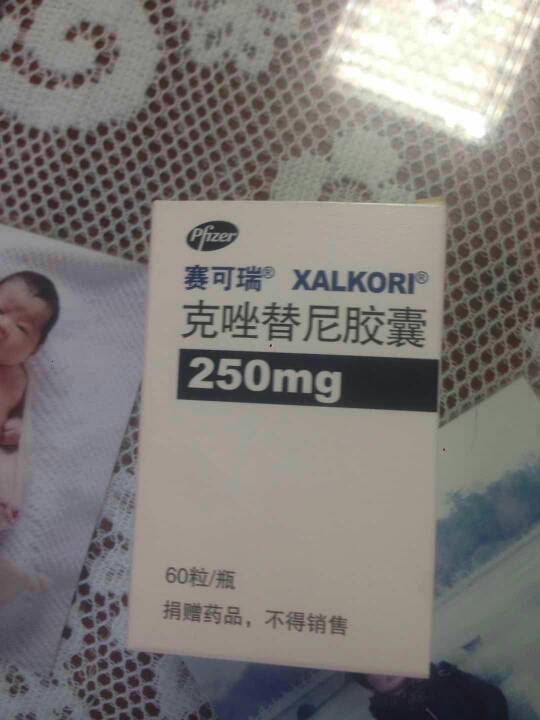 Pfizer
赛可瑞® XALKORI®
克唑替尼胶囊
250mg
60粒/瓶
捐赠药品，不得销售